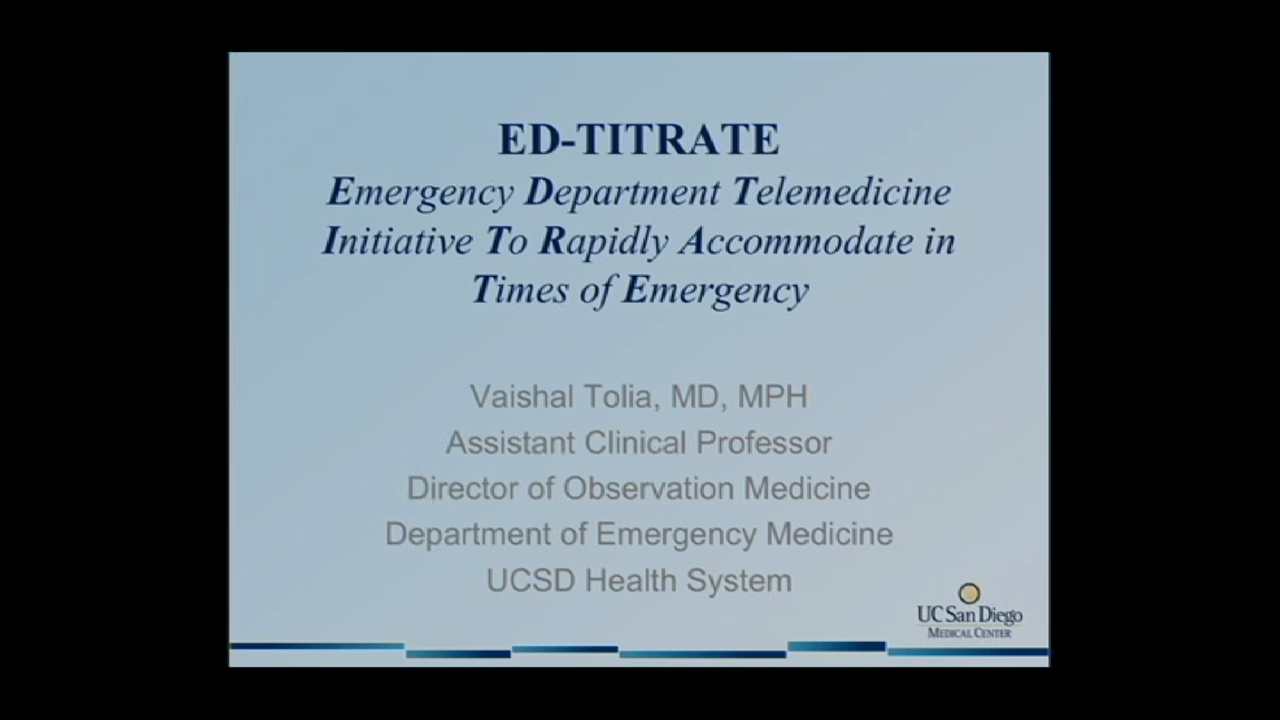 ED-TITRATE
Emergency Department Telemedicine
Initiative To Rapidly Accommodate in
Times of Emergency
Vaishal Tolia, MD, MPH
Assistant Clinical Professor
Director of Observation Medicine
Department of Emergency Medicine
UCSD Health System
UC San Diego
MEDICAL CENTER